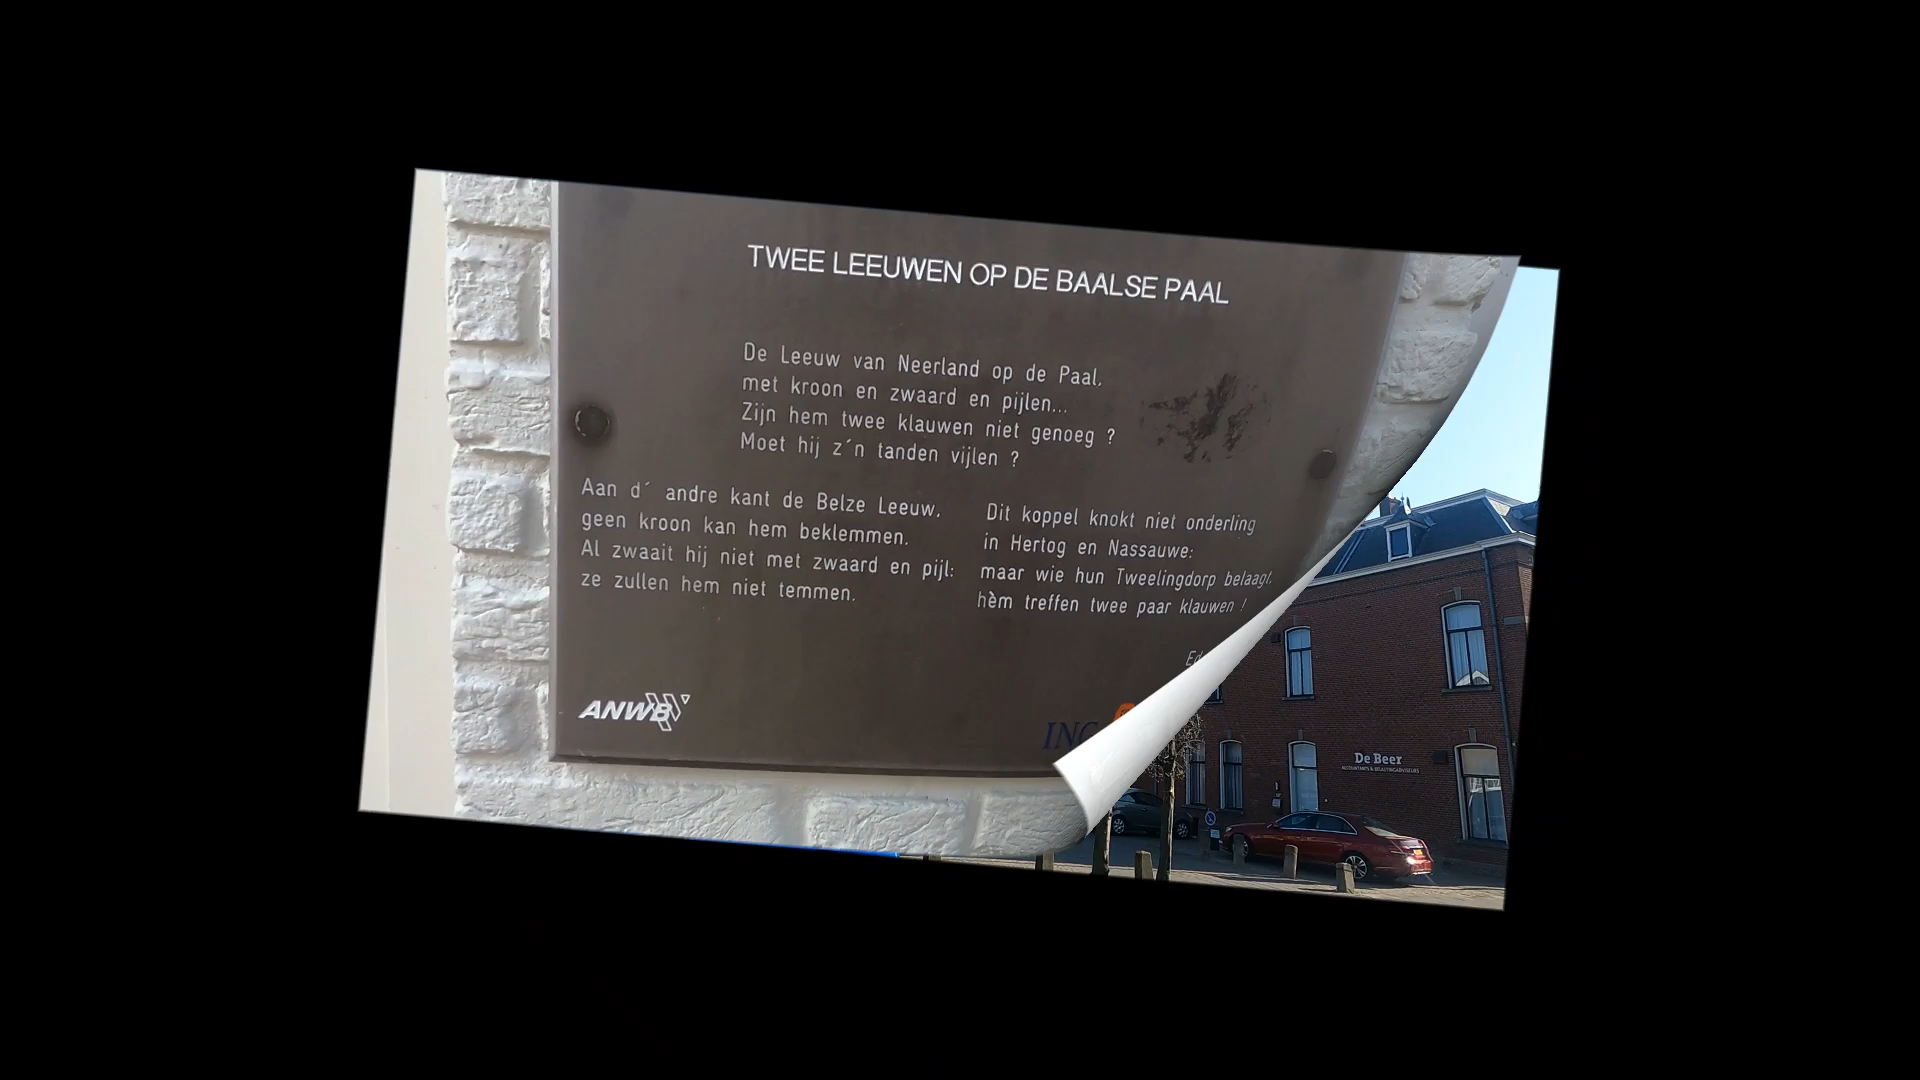 TWEE LEEUWEN OP DE BAALSE PAAL
De Leeuw van Neerland op de Paal,
met kroon en zwaard en pijlen...
Zijn hem twee klauwen niet genoeg ?
Moet hij z´n tanden vijlen ?
Aan d´ andre kant de Belze Leeuw,
geen kroon kan hem beklemmen.
Al zwaait hij niet met zwaard en pijl:
ze zullen hem niet temmen.
Dit koppel knokt niet onderling
in Hertog en Nassauwe:
maar wie hun Tweelingdorp belaagt,
hèm treffen twee paar klauwen !
ANWB
ING
De Beer
ACCOUNTANTS & BELASTINGADVISEURS